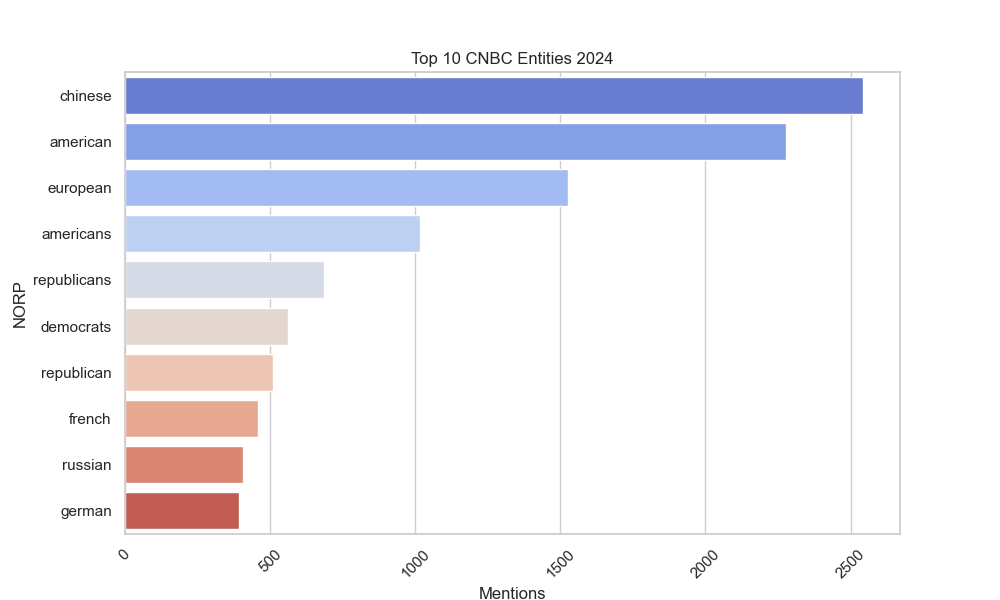 Top 10 CNBC Entities 2024
NORP
chinese
american
european
americans
republicans
democrats
republican
french
russian
german
0
500
1000
1500
2000
2500
Mentions